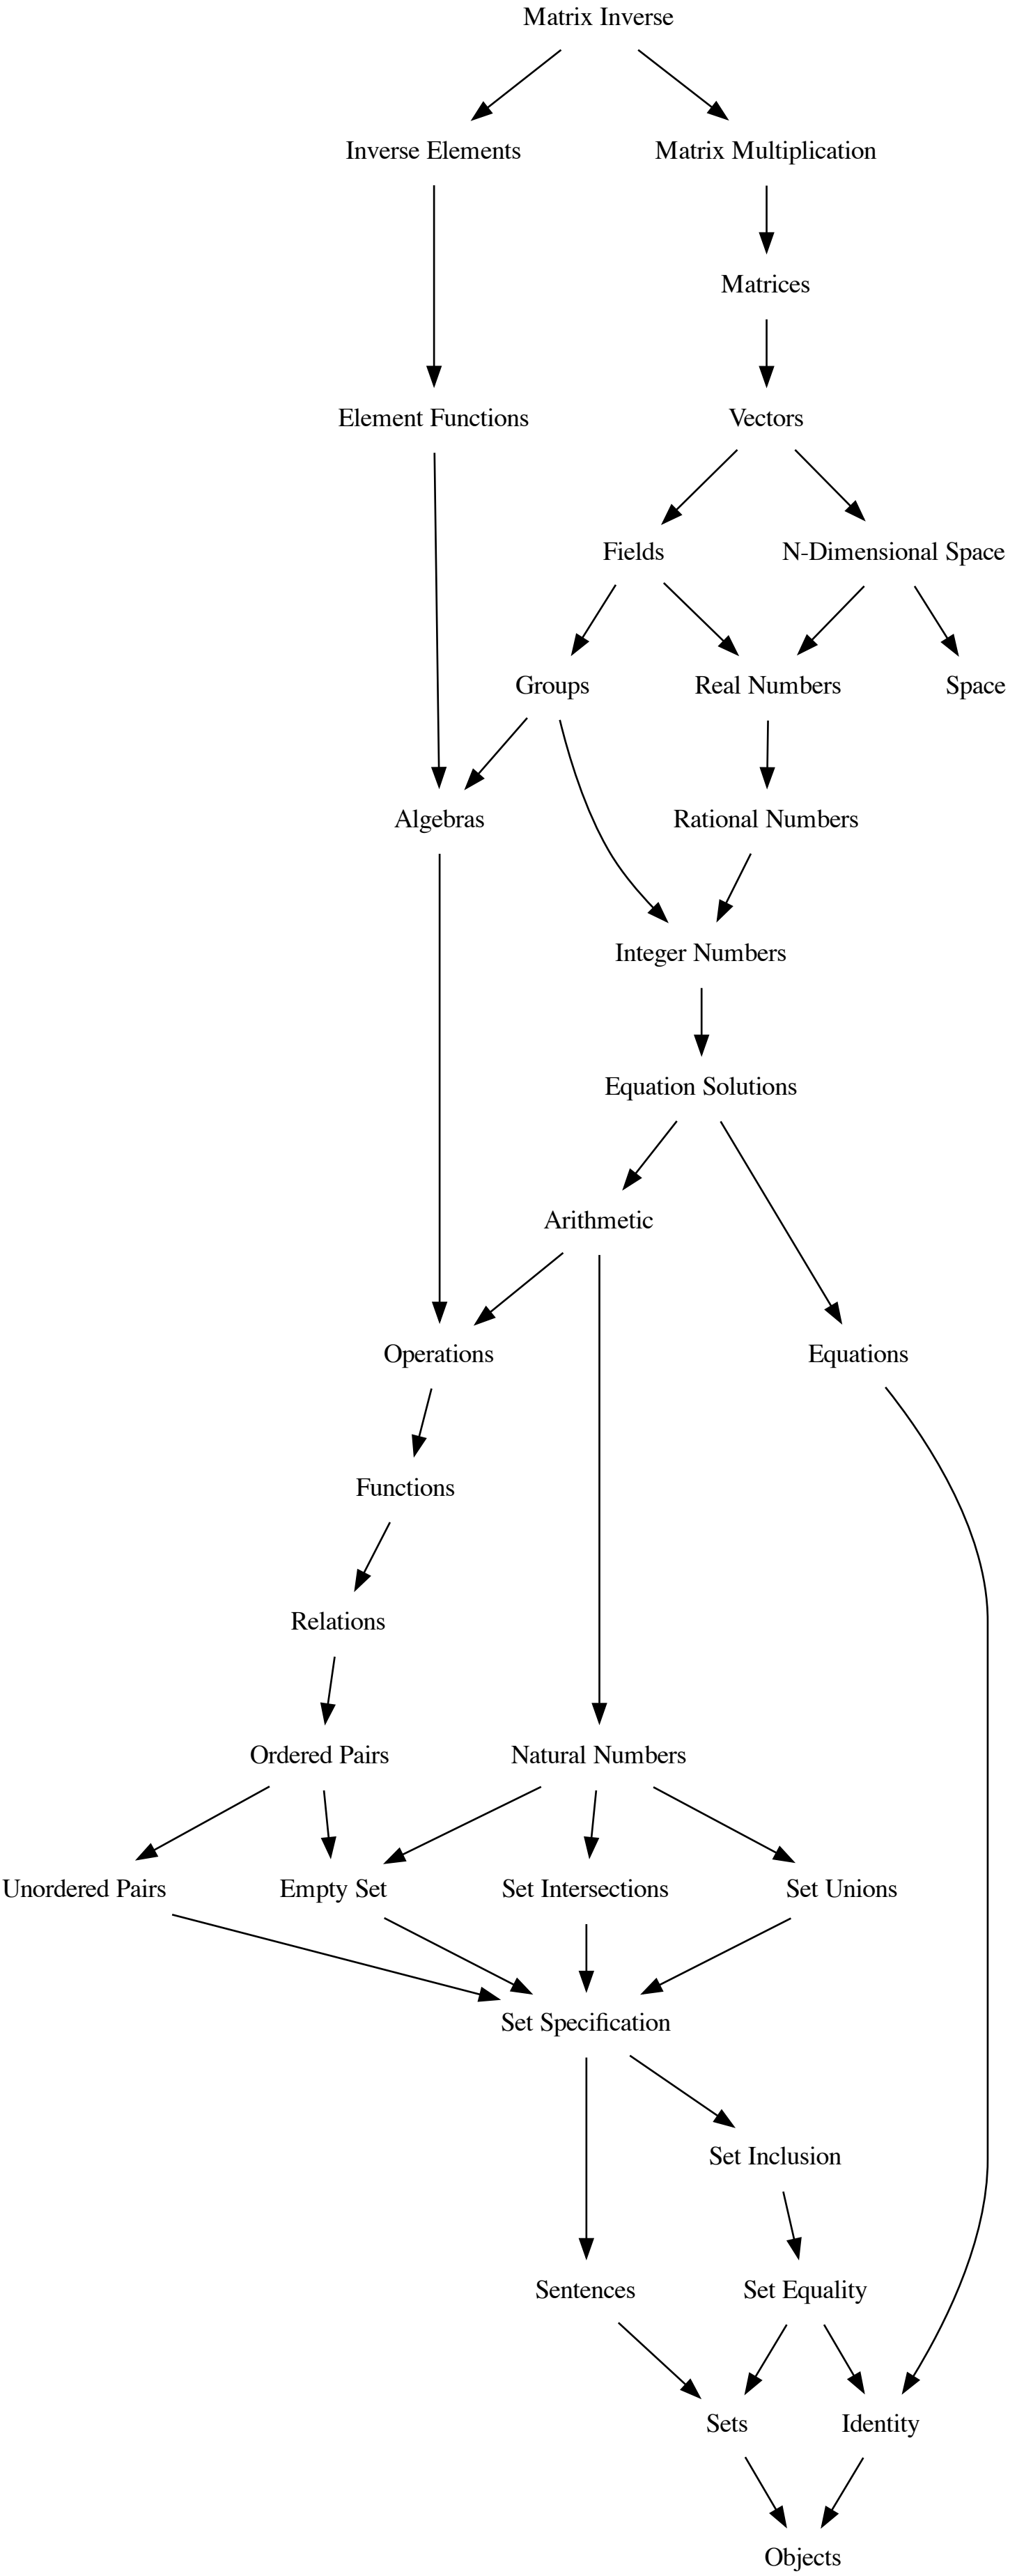 Matrix Inverse
Inverse Elements
Matrix Multiplication
Matrices
Element Functions
Vectors
Fields
N-Dimensional Space
Groups
Real Numbers
Space
Algebras
Rational Numbers
Integer Numbers
Equation Solutions
Arithmetic
Operations
Equations
Functions
Relations
Ordered Pairs
Natural Numbers
Unordered Pairs
Empty Set
Set Intersections
Set Unions
Set Specification
Set Inclusion
Sentences
Set Equality
Sets
Identity
Objects